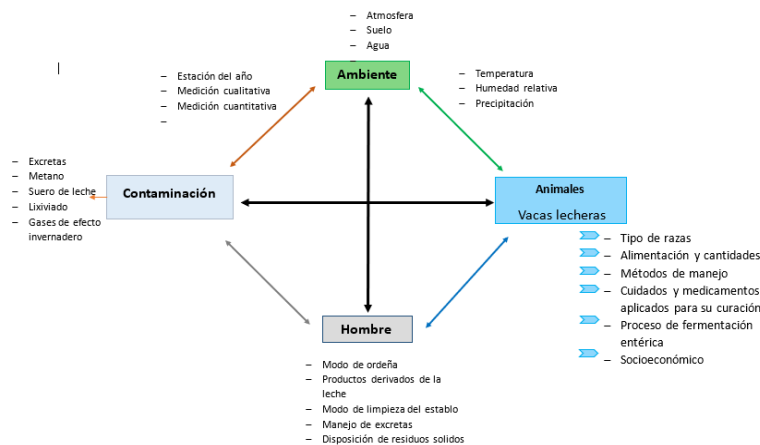 – Atmosfera
– Suelo
– Agua
–
Ambiente
– Estación del año
– Medición cualitativa
– Medición cuantitativa
–
– Temperatura
– Humedad relativa
– Precipitación
– Excretas
– Metano
– Suero de leche
– Lixiviado
– Gases de efecto
invernadero
Contaminación
Animales
Vacas lecheras
– Tipo de razas
– Alimentación y cantidades
– Métodos de manejo
– Cuidados y medicamentos
aplicados para su curación
– Proceso de fermentación
entérica
– Socioeconómico
Hombre
– Modo de ordeña
– Productos derivados de la
leche
– Modo de limpieza del establo
– Manejo de excretas
– Disposición de residuos solidos